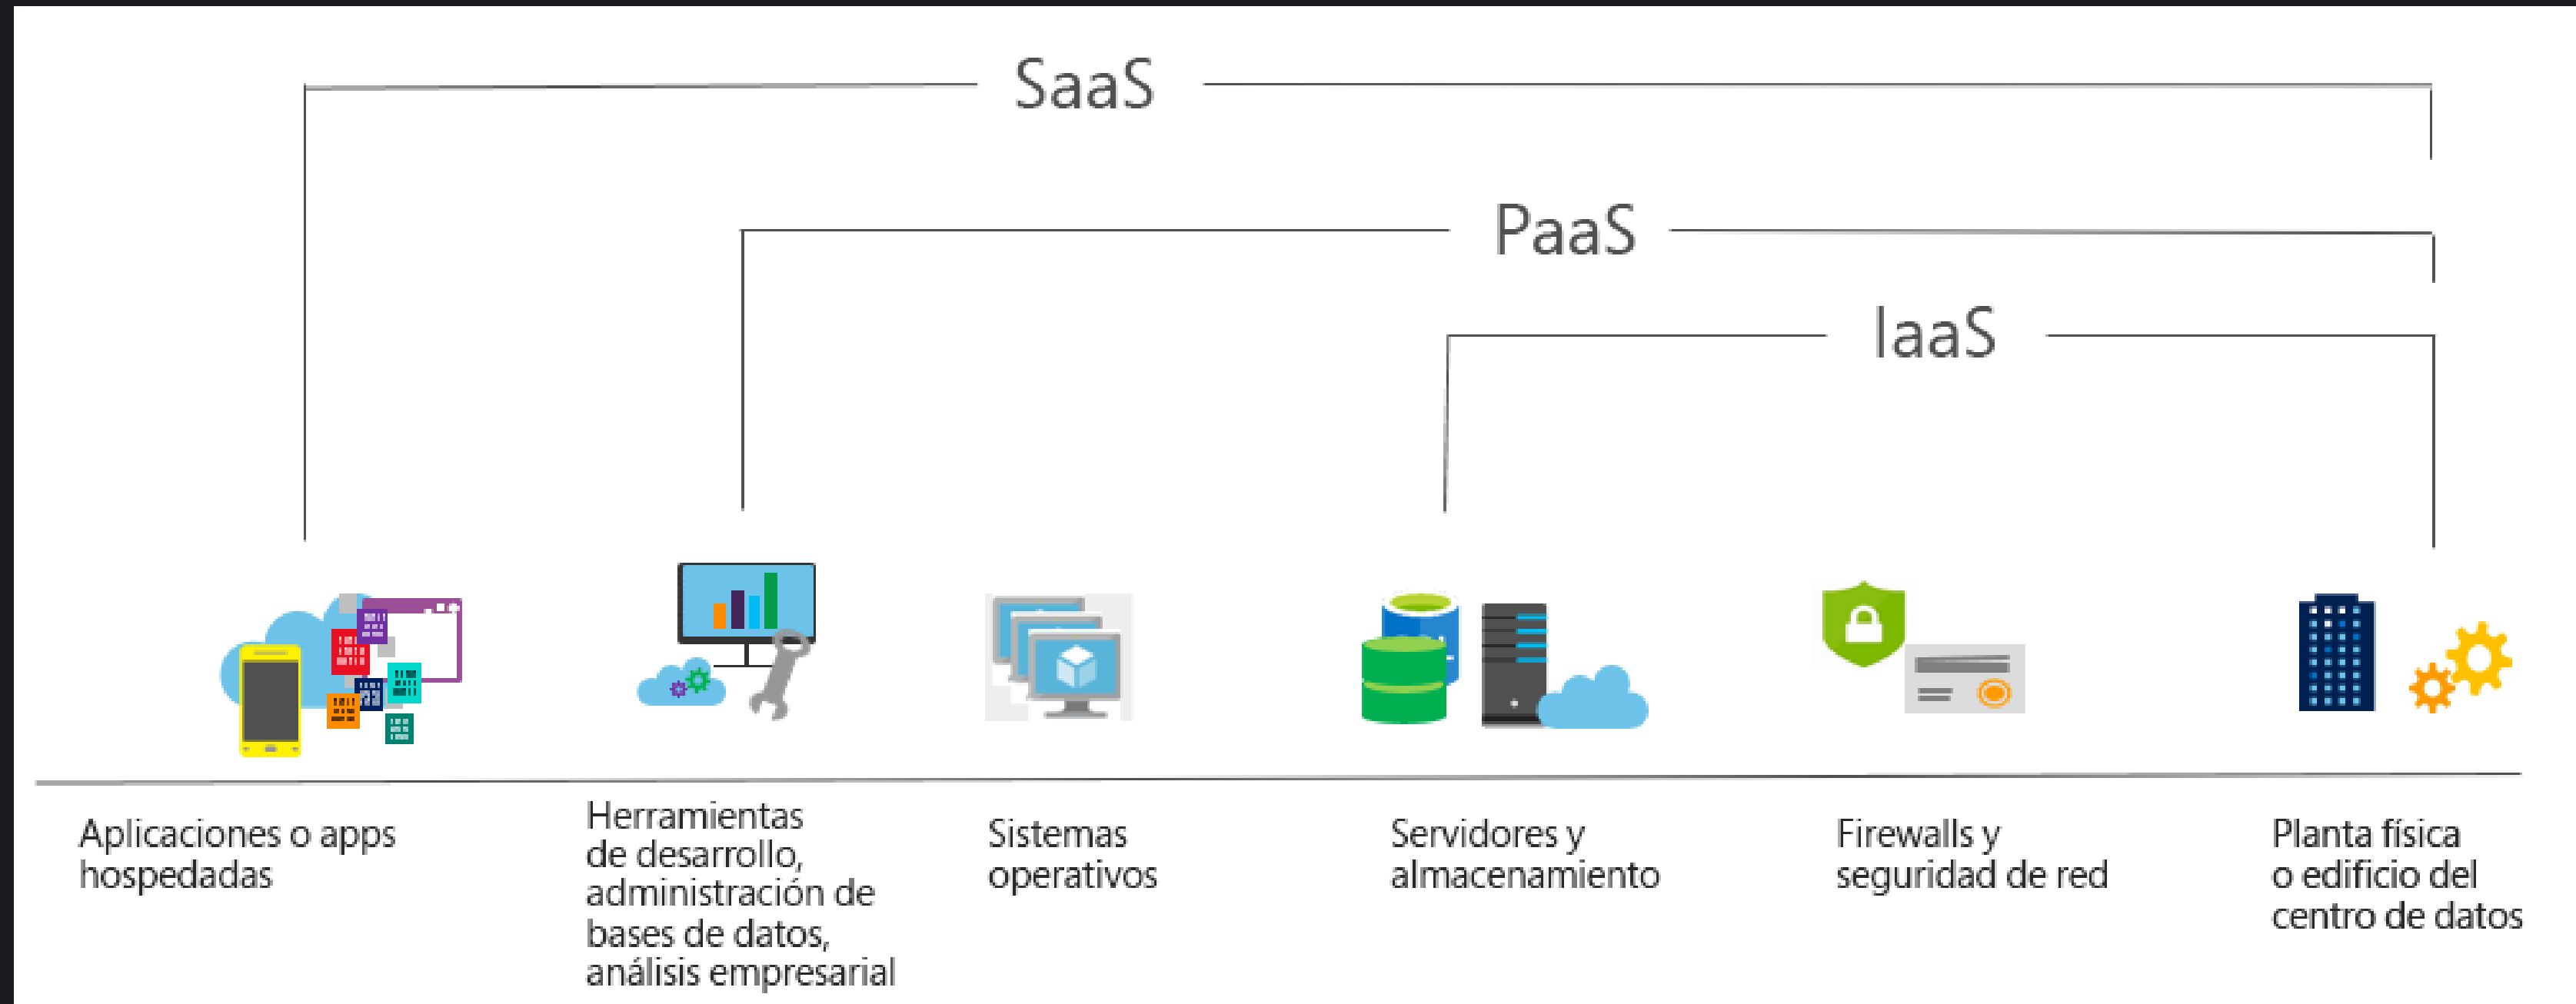 SaaS
PaaS
IaaS
Aplicaciones o apps
hospedadas
Herramientas
de desarrollo,
administración de
bases de datos,
análisis empresarial
Sistemas
operativos
Servidores y
almacenamiento
Firewalls y
seguridad de red
Planta física
o edificio del
centro de datos